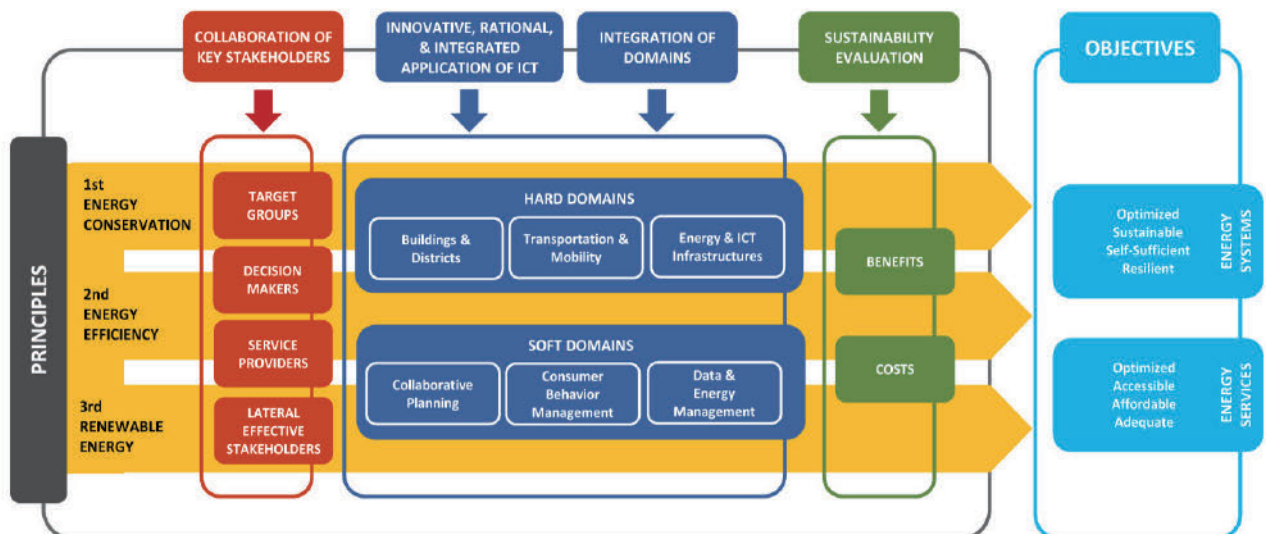 COLLABORATION OF
KEY STAKEHOLDERS
INNOVATIVE, RATIONAL,
& INTEGRATED
APPLICATION OF ICT
INTEGRATION OF
DOMAINS
SUSTAINABILITY
EVALUATION
OBJECTIVES
PRINCIPLES
1st
ENERGY
CONSERVATION
2nd
ENERGY
EFFICIENCY
3rd
RENEWABLE
ENERGY
TARGET
GROUPS
DECISION
MAKERS
SERVICE
PROVIDERS
LATERAL
EFFECTIVE
STAKEHOLDERS
HARD DOMAINS
Buildings &
Districts
Transportation &
Mobility
Energy & ICT
Infrastructures
SOFT DOMAINS
Collaborative
Planning
Consumer
Behavior
Management
Data &
Energy
Management
BENEFITS
COSTS
Optimized
Sustainable
Self-Sufficient
Resilient
ENERGY
SYSTEMS
Optimized
Accessible
Affordable
Adequate
ENERGY
SERVICES